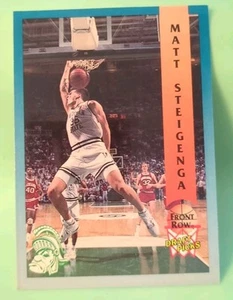 MATT STEIGENGA
FRONT ROW
DRAFT PICKS